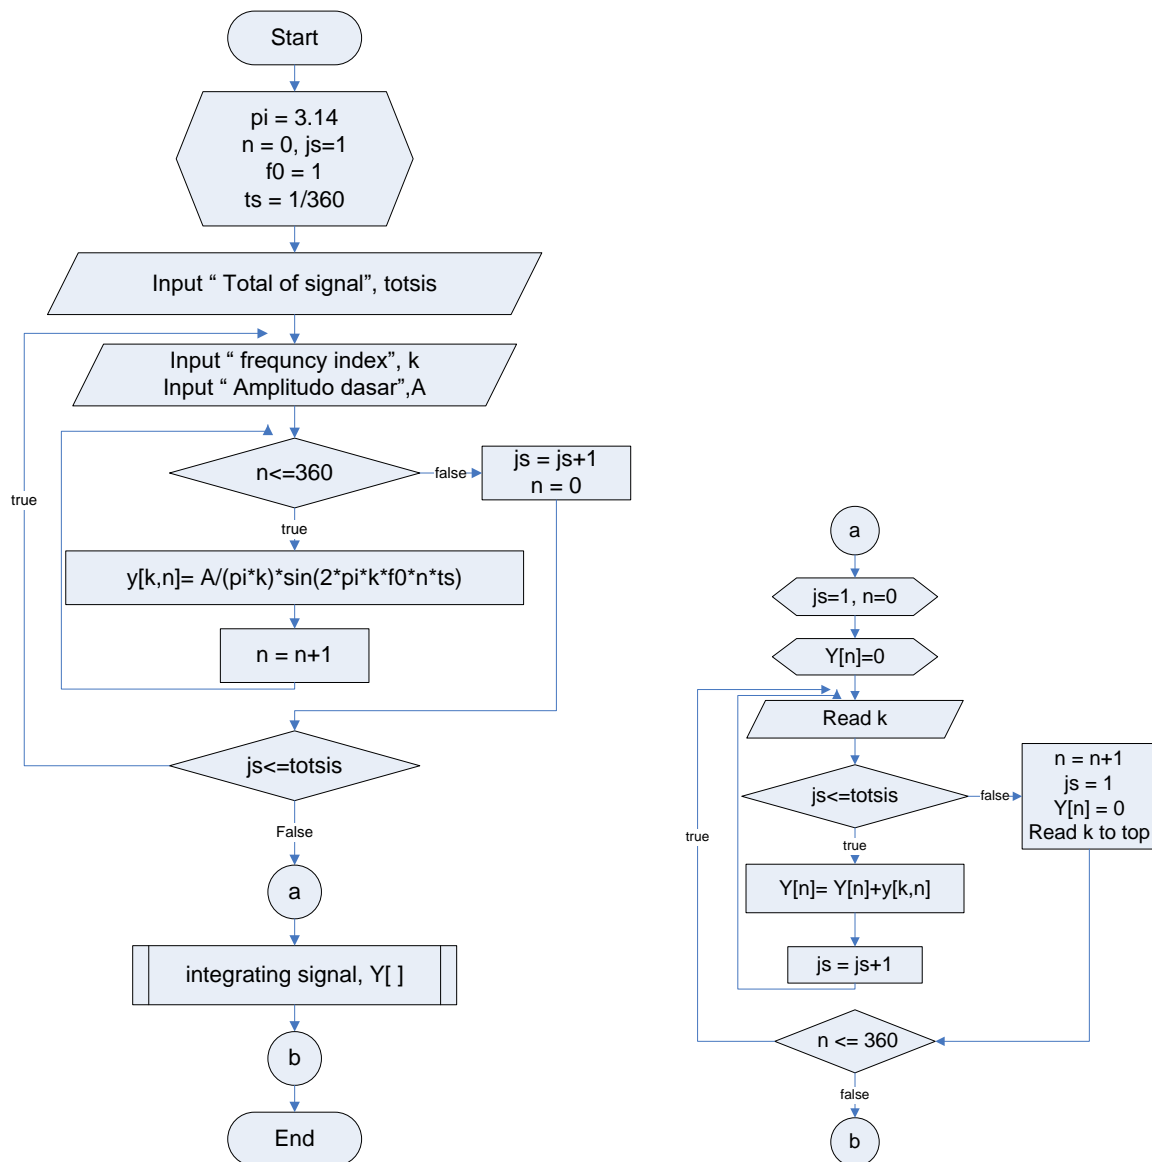 Start
pi = 3.14
n = 0, js=1
f0 = 1
ts = 1/360
Input “ Total of signal”, totsis
Input “ frequncy index”, k
Input “ Amplitudo dasar”,A
n<=360
false
js = js+1
n = 0
true
true
y[k,n]= A/(pi*k)*sin(2*pi*k*f0*n*ts)
n = n+1
js<=totsis
False
a
integrating signal, Y[ ]
b
End
a
js=1, n=0
Y[n]=0
Read k
js<=totsis
false
n = n+1
js = 1
Y[n] = 0
Read k to top
true
true
Y[n]= Y[n]+y[k,n]
js = js+1
n <= 360
false
b